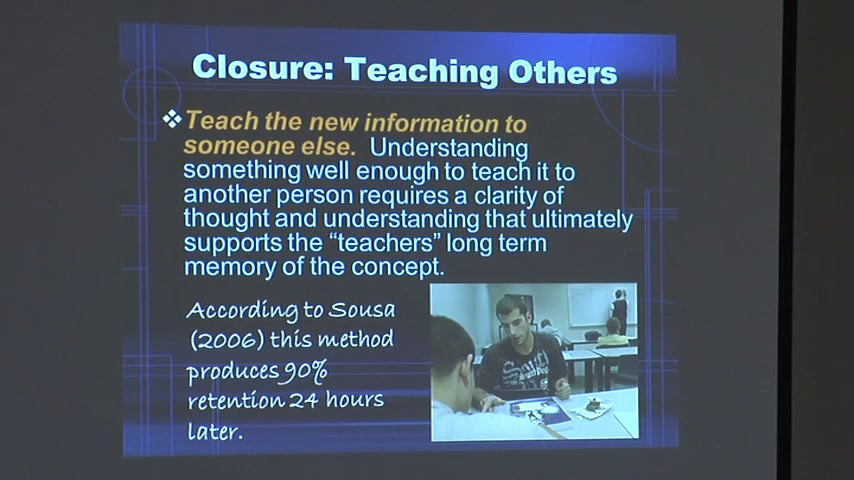 Closure: Teaching Others
Teach the new information to
someone else. Understanding
something well enough to teach it to
another person requires a clarity of
thought and understanding that ultimately
supports the “teachers” long term
memory of the concept.
According to Sousa
(2006) this method
produces 90%
retention 24 hours
later.